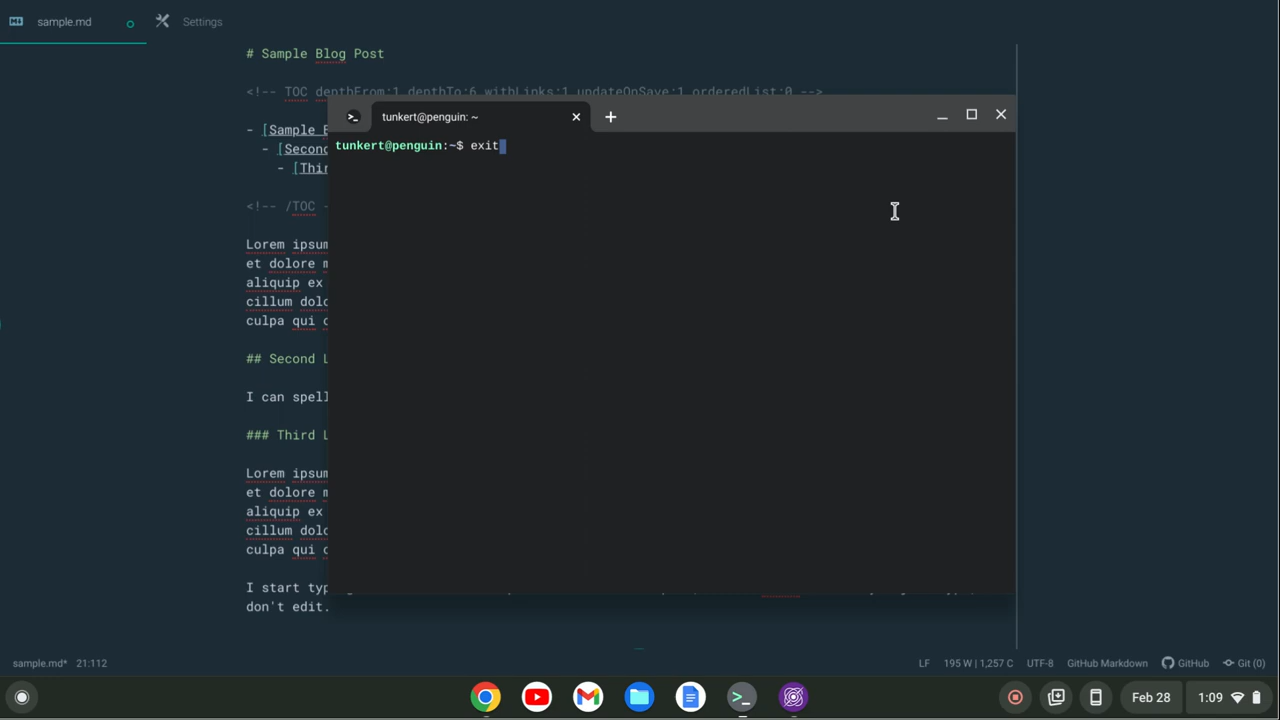 sample.md
Settings
# Sample Blog Post
<!-- TOC depthFrom:1 depthTo:6 withLinks:1 updateOnSave:1 orderedList:0 -->
tunkert@penguin: ~
- [Sample
tunkert@penguin:~$ exit
- [Second
- [Thir
<!-- /TOC -
Lorem ipsum
et dolore
aliquip ex
cillum dolo
culpa qui
## Second L
I can spell
### Third L
Lorem ipsum
et dolore
aliquip ex
cillum dolo
culpa qui
I start typ
don't edit.
sample.md* 21:112
LF 195 W | 1,257 C UTF-8 GitHub Markdown GitHub Git (0)
Feb 28 1:09